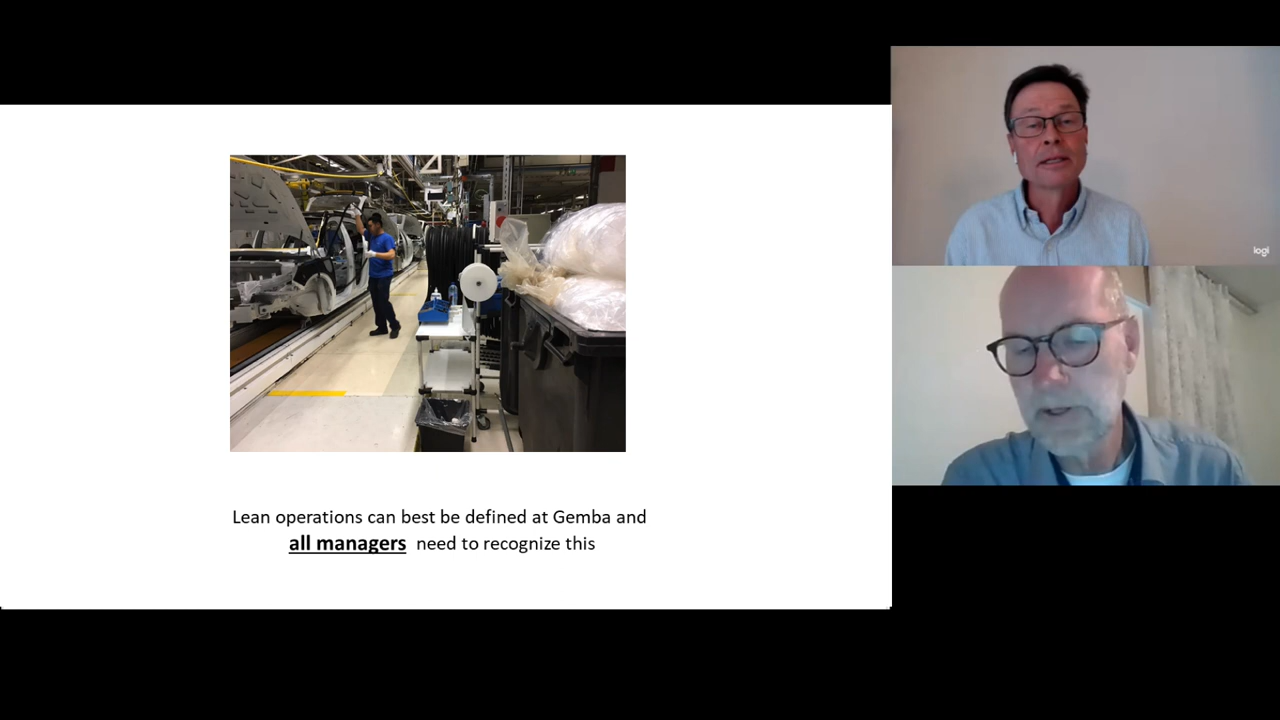 logi
Lean operations can best be defined at Gemba and
all managers need to recognize this